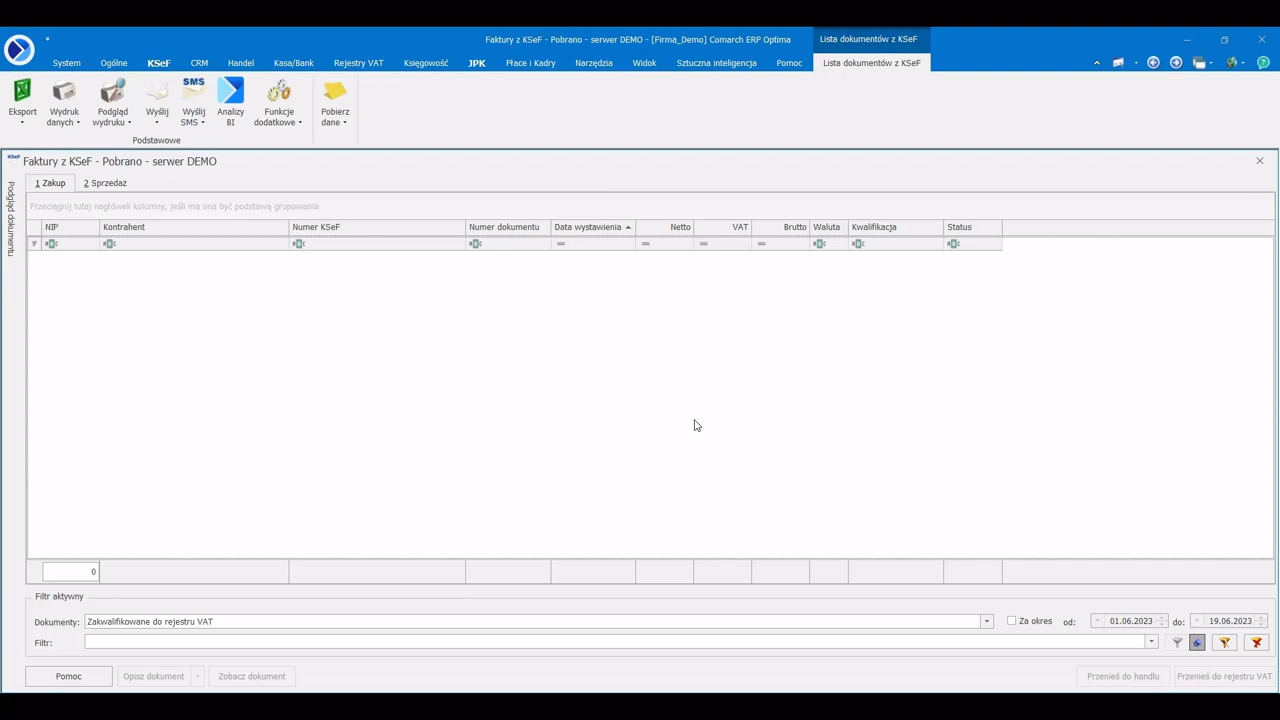 Faktury z KSeF - Pobrano - serwer DEMO - [Firma_Demo] Comarch ERP Optima
Lista dokumentów z KSeF
System Ogólne KSeF CRM Handel Kasa/Bank Rejestry VAT Księgowość JPK Płace i Kadry Narzędzia Widok Sztuczna inteligencja Pomoc Lista dokumentów z KSeF
Eksport
Wydruk danych
Podgląd wydruku
Wyślij
SMS
Wyślij SMS
Analizy BI
Funkcje dodatkowe
Pobierz dane
Podstawowe
KSeF Faktury z KSeF - Pobrano - serwer DEMO
Podgląd dokumentu
1 Zakup 2 Sprzedaż
Przeciągnij tutaj nagłówek kolumny, jeśli ma ona być podstawą grupowania
NIP Kontrahent Numer KSeF Numer dokumentu Data wystawienia Netto VAT Brutto Waluta Kwalifikacja Status
0
Filtr aktywny
Dokumenty: Zakwalifikowane do rejestru VAT Za okres od: 01.06.2023 do: 19.06.2023
Filtr:
Pomoc Opisz dokument Zobacz dokument Przenieś do handlu Przenieś do rejestru VAT